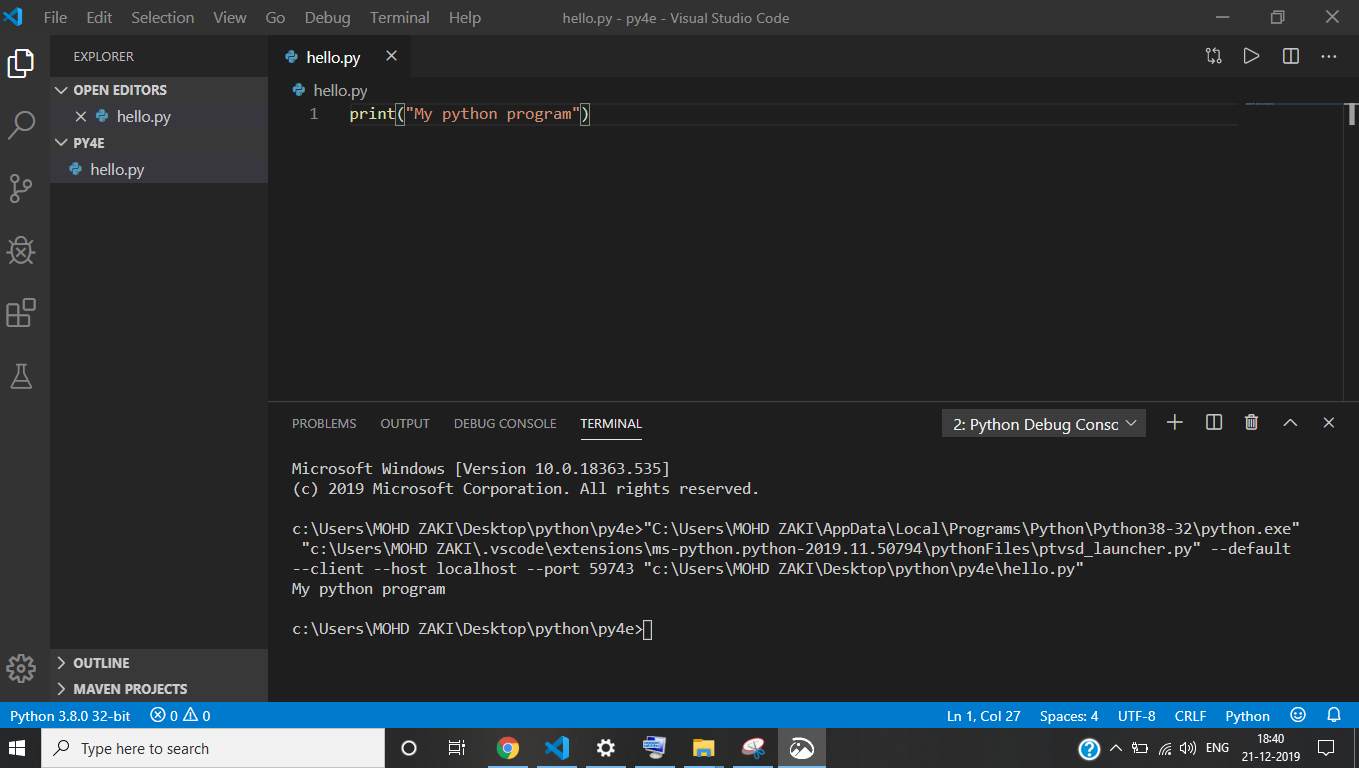 File Edit Selection View Go Debug Terminal Help
hello.py - py4e - Visual Studio Code
EXPLORER
OPEN EDITORS
hello.py
PY4E
hello.py
OUTLINE
MAVEN PROJECTS
hello.py
hello.py
1 print("My python program")
PROBLEMS OUTPUT DEBUG CONSOLE TERMINAL
2: Python Debug Consc
Microsoft Windows [Version 10.0.18363.535]
(c) 2019 Microsoft Corporation. All rights reserved.
c:\Users\MOHD ZAKI\Desktop\python\py4e>"C:\Users\MOHD ZAKI\AppData\Local\Programs\Python\Python38-32\python.exe"
"c:\Users\MOHD ZAKI\.vscode\extensions\ms-python.python-2019.11.50794\pythonFiles\ptvsd_launcher.py" --default
--client --host localhost --port 59743 "c:\Users\MOHD ZAKI\Desktop\python\py4e\hello.py"
My python program
c:\Users\MOHD ZAKI\Desktop\python\py4e>
Python 3.8.0 32-bit 0 0 Ln 1, Col 27 Spaces: 4 UTF-8 CRLF Python
Type here to search
ENG
18:40
21-12-2019